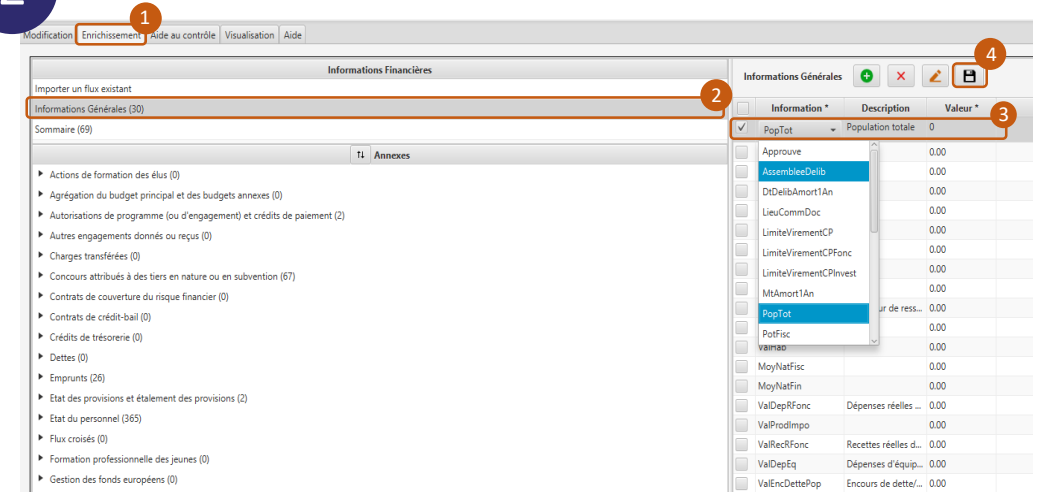 1
Modification Enrichissement Aide au contrôle Visualisation Aide
Informations Financières
Importer un flux existant
Informations Générales (30)
2
Sommaire (69)
Annexes
Actions de formation des élus (0)
Agrégation du budget principal et des budgets annexes (0)
Autorisations de programme (ou d'engagement) et crédits de paiement (2)
Autres engagements donnés ou reçus (0)
Charges transférées (0)
Concours attribués à des tiers en nature ou en subvention (67)
Contrats de couverture du risque financier (0)
Contrats de crédit-bail (0)
Crédits de trésorerie (0)
Dettes (0)
Emprunts (26)
Etat des provisions et étalement des provisions (2)
Etat du personnel (365)
Flux croisés (0)
Formation professionnelle des jeunes (0)
Gestion des fonds européens (0)
4
Informations Générales
Information * Description Valeur *
3
PopTot Population totale 0
Approuve 0.00
AssembleeDelib 0.00
DtDelibAmort1An 0.00
LieuCommDoc 0.00
LimiteVirementCP 0.00
LimiteVirementCPFonc 0.00
LimiteVirementCPInvest 0.00
MtAmort1An 0.00
PopTot ur de ress... 0.00
PotFisc 0.00
ValHab 0.00
MoyNatFisc 0.00
MoyNatFin 0.00
ValDepRFonc Dépenses réelles ... 0.00
ValProdImpo 0.00
ValRecRFonc Recettes réelles d... 0.00
ValDepEq Dépenses d'équip... 0.00
ValEncDettePop Encours de dette/... 0.00